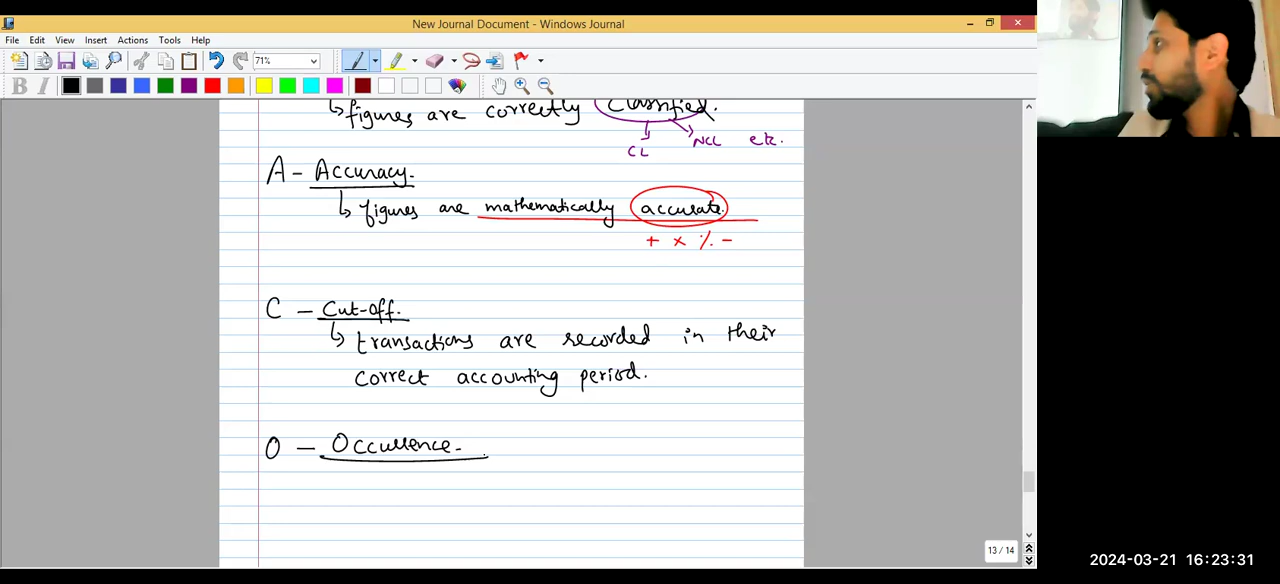 New Journal Document - Windows Journal
File Edit View Insert Actions Tools Help
71%
B I
↳ figures are correctly Classified.
CL NCL etc.
A - Accuracy.
↳ figures are mathematically accurate.
+ × % -
C - Cut-off.
↳ transactions are recorded in their
correct accounting period.
O - Occurrence.
13 / 14
2024-03-21 16:23:31